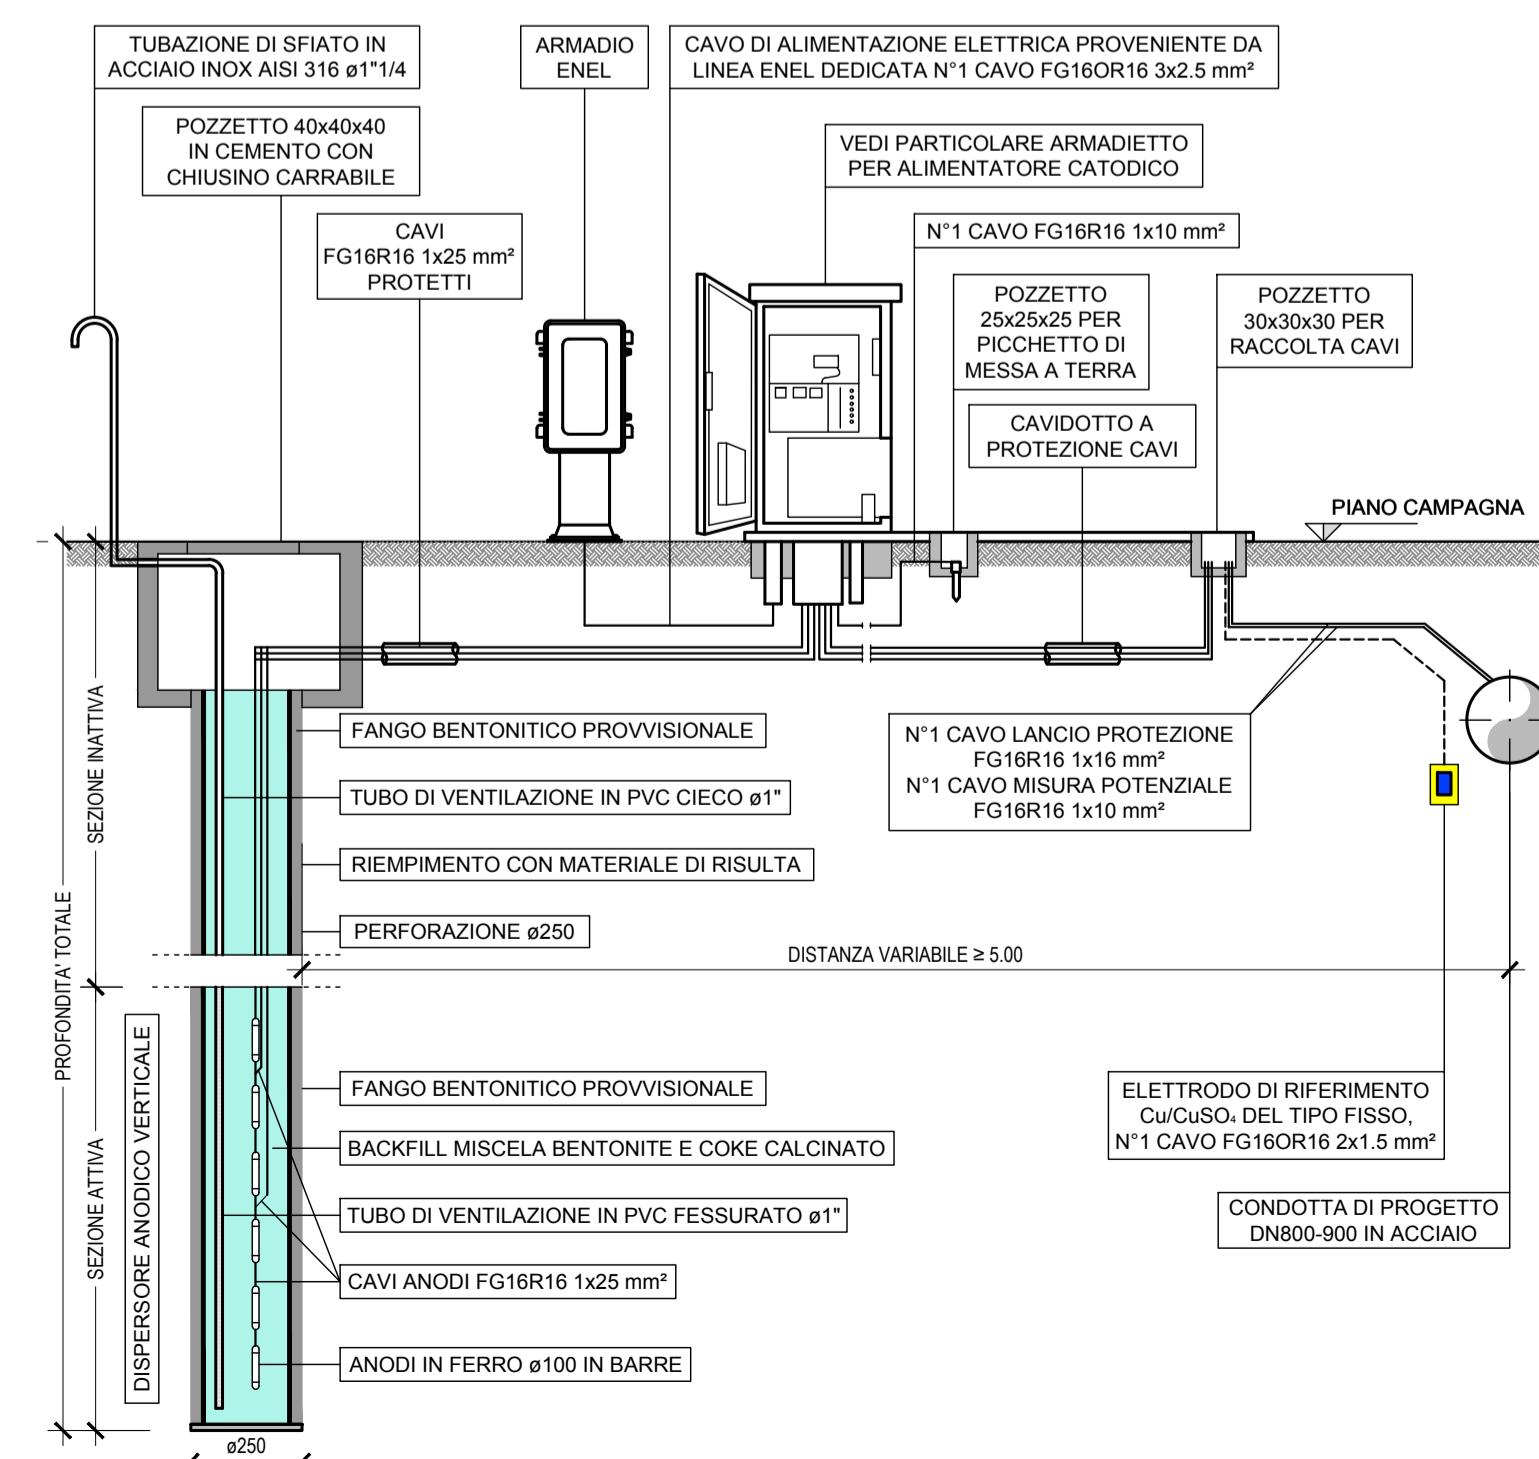 TUBAZIONE DI SFIATO IN
ACCIAIO INOX AISI 316 ø1"1/4
ARMADIO
ENEL
CAVO DI ALIMENTAZIONE ELETTRICA PROVENIENTE DA
LINEA ENEL DEDICATA N°1 CAVO FG16OR16 3x2.5 mm²
POZZETTO 40x40x40
IN CEMENTO CON
CHIUSINO CARRABILE
VEDI PARTICOLARE ARMADIETTO
PER ALIMENTATORE CATODICO
CAVI
FG16R16 1x25 mm²
PROTETTI
N°1 CAVO FG16R16 1x10 mm²
POZZETTO
25x25x25 PER
PICCHETTO DI
MESSA A TERRA
POZZETTO
30x30x30 PER
RACCOLTA CAVI
CAVIDOTTO A
PROTEZIONE CAVI
PIANO CAMPAGNA
SEZIONE INATTIVA
FANGO BENTONITICO PROVVISIONALE
N°1 CAVO LANCIO PROTEZIONE
FG16R16 1x16 mm²
N°1 CAVO MISURA POTENZIALE
FG16R16 1x10 mm²
TUBO DI VENTILAZIONE IN PVC CIECO ø1"
RIEMPIMENTO CON MATERIALE DI RISULTA
PERFORAZIONE ø250
PROFONDITA' TOTALE
DISTANZA VARIABILE ≥ 5.00
SEZIONE ATTIVA
DISPERSORE ANODICO VERTICALE
FANGO BENTONITICO PROVVISIONALE
BACKFILL MISCELA BENTONITE E COKE CALCINATO
TUBO DI VENTILAZIONE IN PVC FESSURATO ø1"
CAVI ANODI FG16R16 1x25 mm²
ANODI IN FERRO ø100 IN BARRE
ELETTRODO DI RIFERIMENTO
Cu/CuSO₄ DEL TIPO FISSO,
N°1 CAVO FG16OR16 2x1.5 mm²
CONDOTTA DI PROGETTO
DN800-900 IN ACCIAIO
ø250